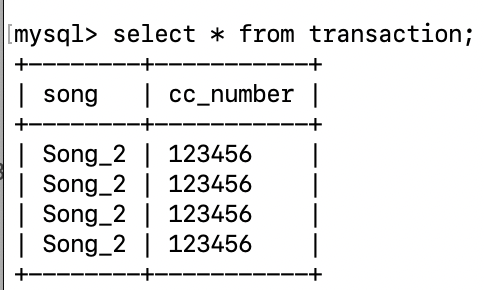 mysql> select * from transaction;
+--------+-----------+
| song   | cc_number |
+--------+-----------+
| Song_2 | 123456    |
| Song_2 | 123456    |
| Song_2 | 123456    |
| Song_2 | 123456    |
+--------+-----------+